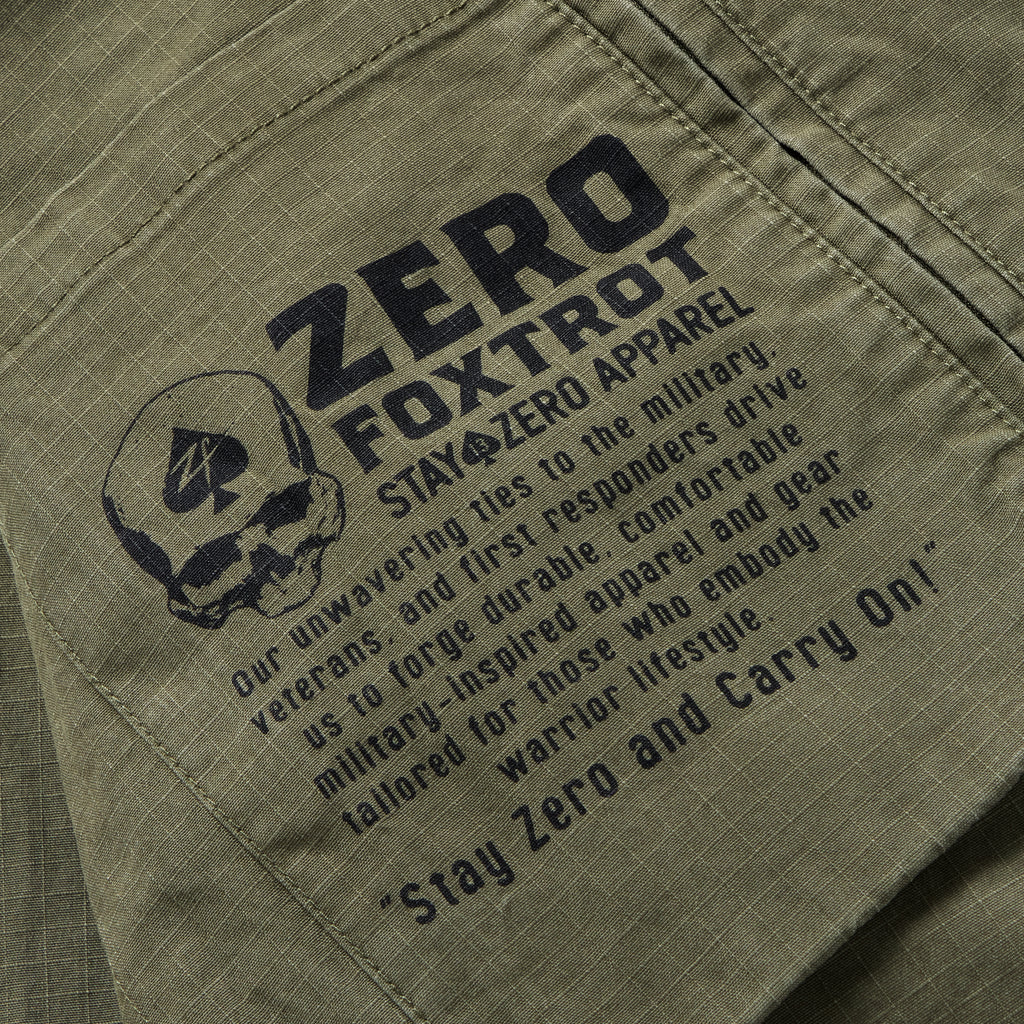 ZERO
FOXTROT
STAY ZERO APPAREL
Our unwavering ties to the military,
veterans, and first responders drive
us to forge durable, comfortable
military-inspired apparel and gear
tailored for those who embody the
warrior lifestyle.
"Stay Zero and Carry On!"
ZF